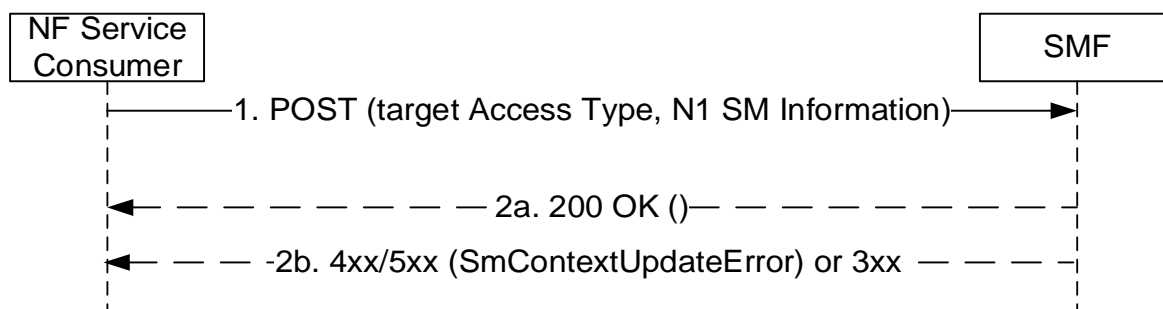 NF Service
Consumer
SMF
1. POST (target Access Type, N1 SM Information)
2a. 200 OK ()
2b. 4xx/5xx (SmContextUpdateError) or 3xx